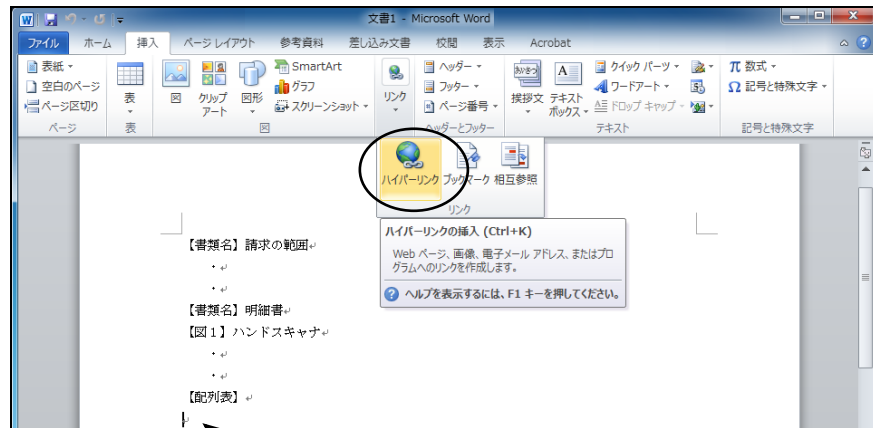 文書1 - Microsoft Word
ファイル ホーム 挿入 ページ レイアウト 参考資料 差し込み文書 校閲 表示 Acrobat
表紙
空白のページ
ページ区切り
ページ
表
表
図
クリップ
アート
図形
SmartArt
グラフ
スクリーンショット
図
リンク
ヘッダー
フッター
ページ番号
ヘッダーとフッター
挨拶文
テキスト
ボックス
クイック パーツ
ワードアート
ドロップ キャップ
テキスト
数式
記号と特殊文字
記号と特殊文字
ハイパーリンク ブックマーク 相互参照
リンク
ハイパーリンクの挿入 (Ctrl+K)
Web ページ、画像、電子メール アドレス、またはプロ
グラムへのリンクを作成します。
ヘルプを表示するには、F1 キーを押してください。
【書類名】請求の範囲
・
・
【書類名】明細書
【図1】ハンドスキャナ
・
・
【配列表】